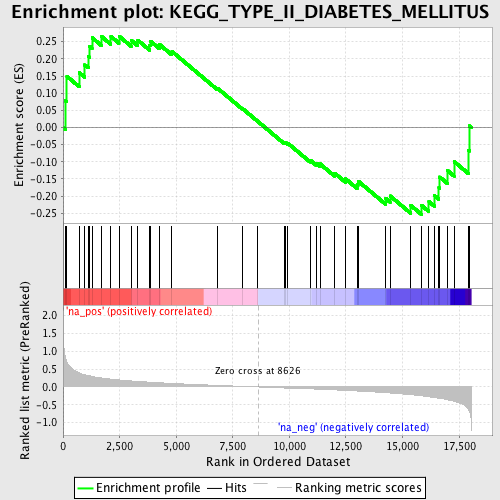 Enrichment plot: KEGG_TYPE_II_DIABETES_MELLITUS
Enrichment score (ES)
0.25
0.20
0.15
0.10
0.05
0.00
-0.05
-0.10
-0.15
-0.20
-0.25
'na_pos' (positively correlated)
Ranked list metric (PreRanked)
2.0
1.5
1.0
0.5
0.0
-0.5
-1.0
Zero cross at 8626
'na_neg' (negatively correlated)
0 2,500 5,000 7,500 10,000 12,500 15,000 17,500
Rank in Ordered Dataset
Enrichment profile Hits Ranking metric scores